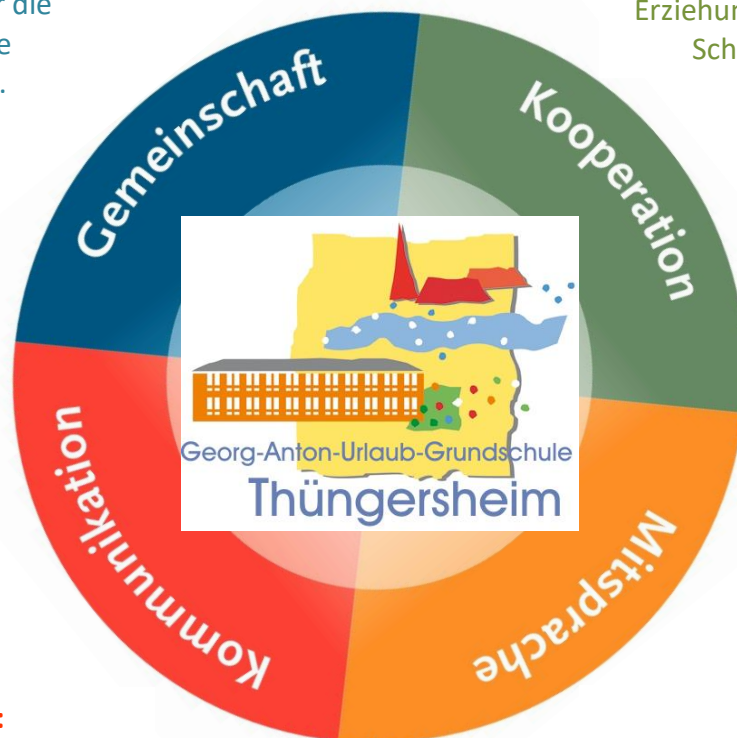 die
e
.
Erziehun
Sch
Gemeinschaft
Kooperation
Georg-Anton-Urlaub-Grundschule
Thüngersheim
Kommunikation
Mitsprache
: